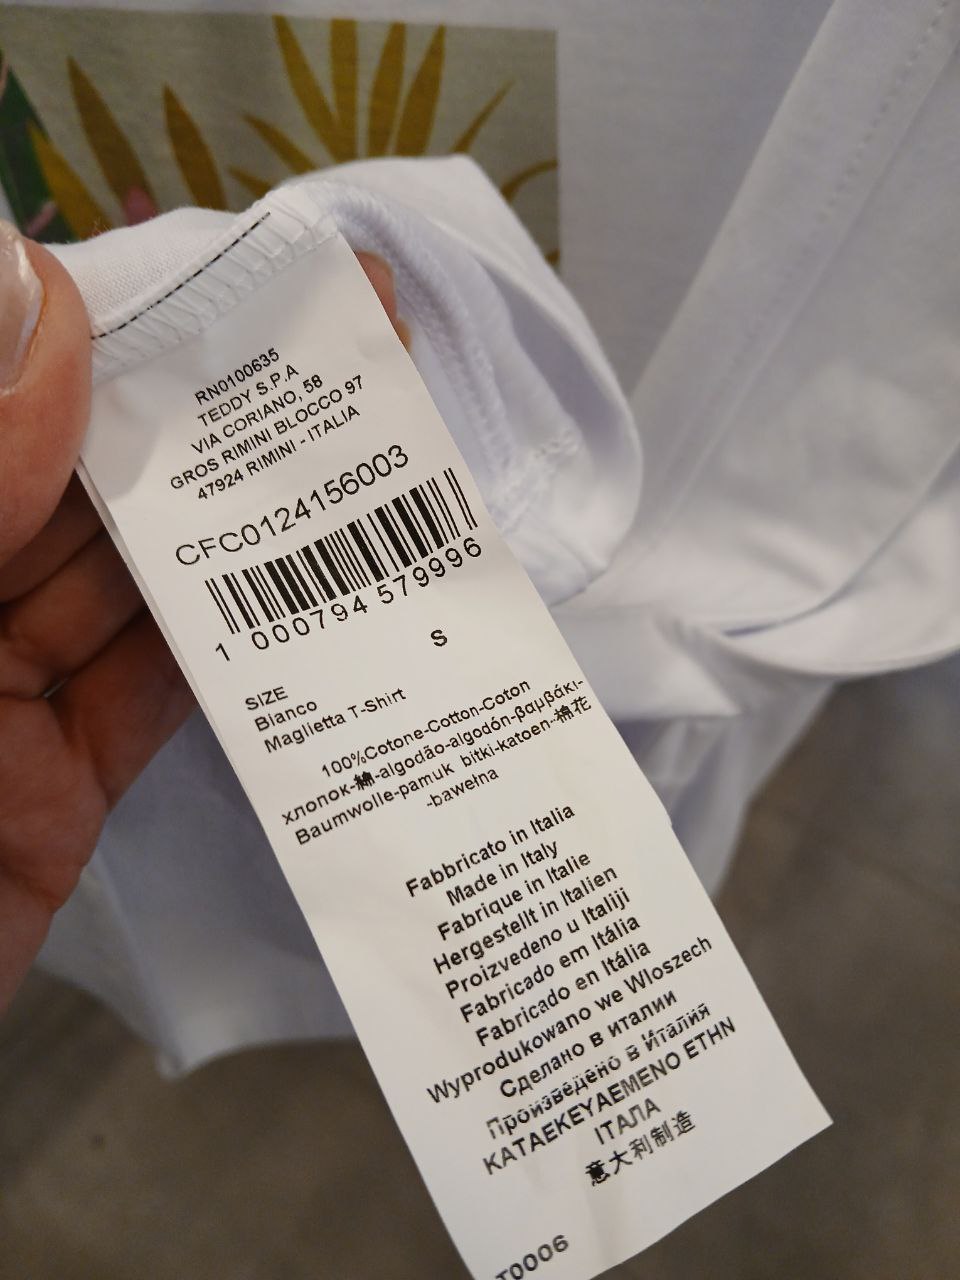 RN0100635
TEDDY S.P.A
VIA CORIANO, 58
GROS RIMINI BLOCCO 97
47924 RIMINI - ITALIA
CFC0124156003
1 000794 579996
S
SIZE
Bianco
Maglietta T-Shirt
100%Cotone-Cotton-Coton
хлопок-綿-algodão-algodón-βαμβάκι-
Baumwolle-pamuk bitki-katoen-棉花
-bawełna
Fabbricato in Italia
Made in Italy
Fabrique in Italie
Hergestellt in Italien
Proizvedeno u Italiji
Fabricado em Itália
Fabricado en Itália
Wyprodukowano we Wloszech
Сделано в италии
Произведено в Италия
KATAEKEYAEMENO ETHN
ΙΤΑΛΑ
意大利制造
T0006